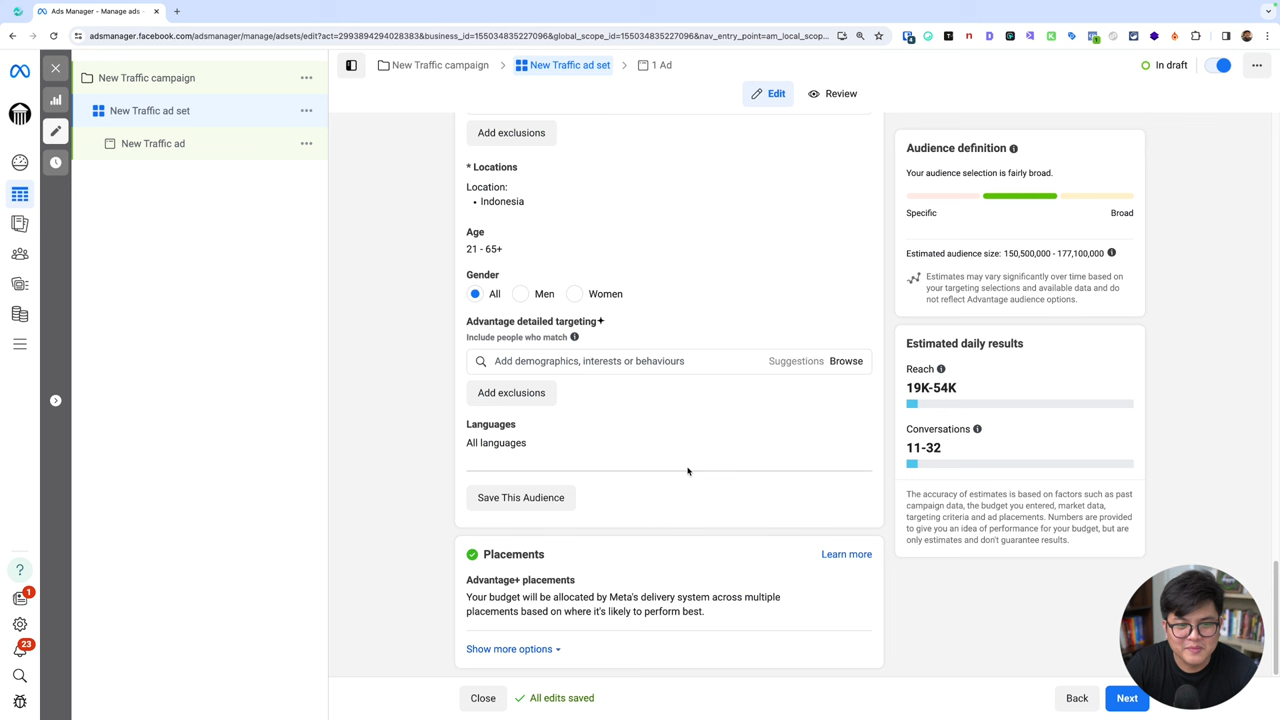 Ads Manager - Manage ads -
adsmanager.facebook.com/adsmanager/manage/adsets/edit?act=2993894294028383&business_id=155034835227096&global_scope_id=155034835227096&nav_entry_point=am_local_scop...
New Traffic campaign
New Traffic ad set
1 Ad
In draft
Edit
Review
New Traffic campaign
New Traffic ad set
New Traffic ad
Add exclusions
* Locations
Location:
• Indonesia
Age
21 - 65+
Gender
All
Men
Women
Advantage detailed targeting
Include people who match
Add demographics, interests or behaviours
Suggestions
Browse
Add exclusions
Languages
All languages
Save This Audience
Placements
Learn more
Advantage+ placements
Your budget will be allocated by Meta's delivery system across multiple
placements based on where it's likely to perform best.
Show more options
Close
All edits saved
Back
Next
Audience definition
Your audience selection is fairly broad.
Specific
Broad
Estimated audience size: 150,500,000 - 177,100,000
Estimates may vary significantly over time based on
your targeting selections and available data and do
not reflect Advantage audience options.
Estimated daily results
Reach
19K-54K
Conversations
11-32
The accuracy of estimates is based on factors such as past
campaign data, the budget you entered, market data,
targeting criteria and ad placements. Numbers are provided
to give you an idea of performance for your budget, but are
only estimates and don't guarantee results.
1
23